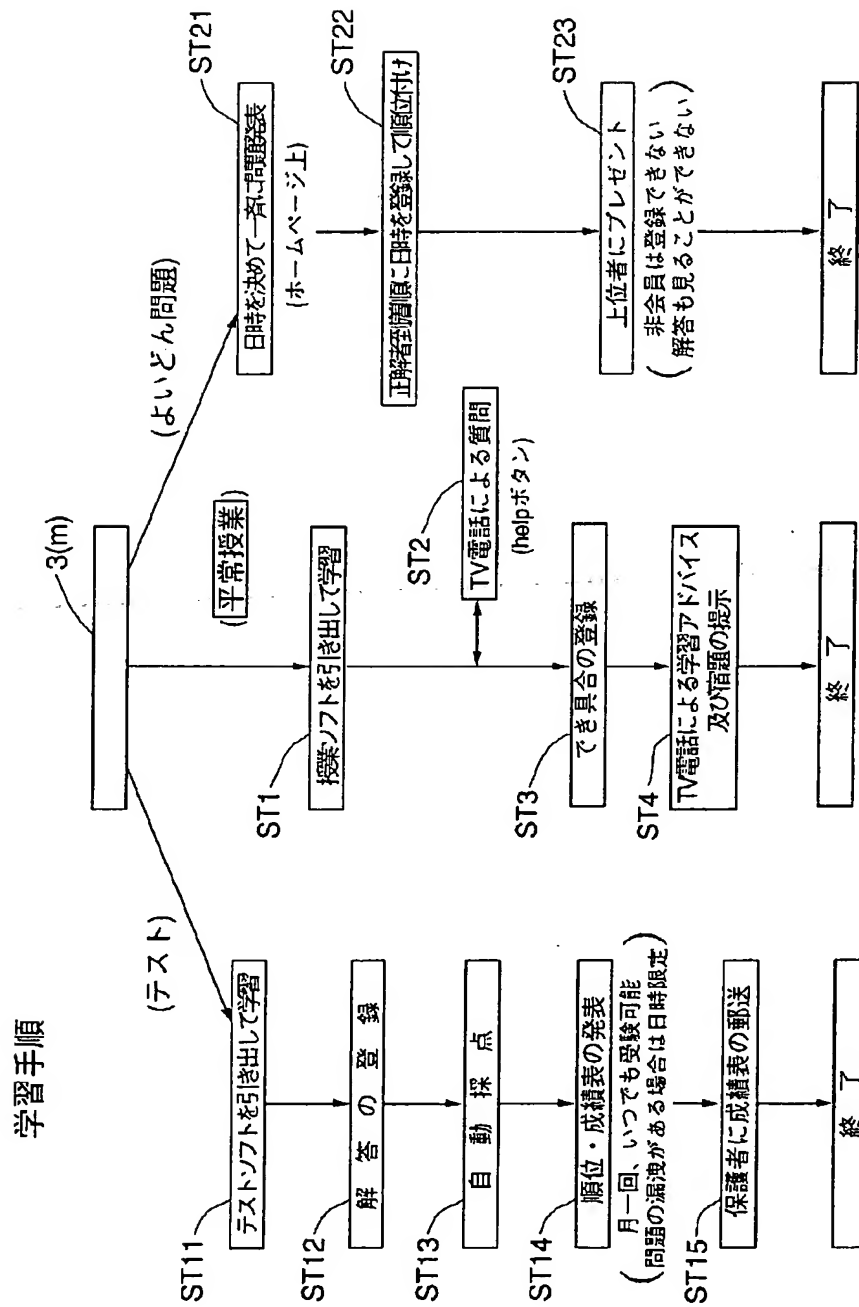 学習手順
3(m)
(テスト)
(平常授業)
(よいどん問題)
ST11
テストソフトを引き出して学習
ST12
解答の登録
ST13
自動採点
ST14
順位・成績表の発表
(月一回、いつでも受験可能
問題の漏洩がある場合は日時限定)
ST15
保護者に成績表の郵送
終了
ST1
授業ソフトを引き出して学習
ST2
TV電話による質問
(helpボタン)
ST3
でき具合の登録
ST4
TV電話による学習アドバイス
及び宿題の提示
終了
ST21
日時を決めて一斉に問題発表
(ホームページ上)
ST22
正解者到着順に日時を登録して順位付け
ST23
上位者にプレゼント
(非会員は登録できない
解答も見ることができない)
終了